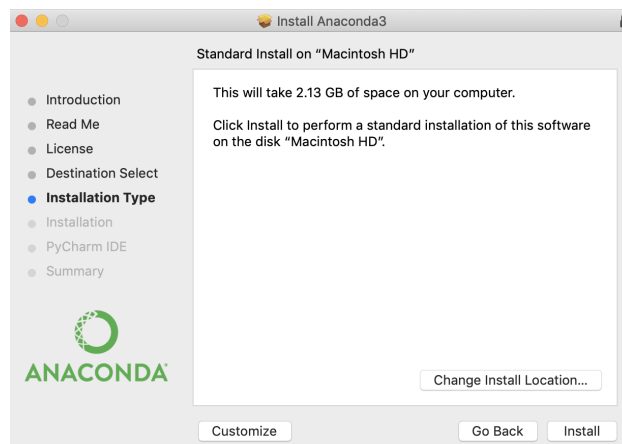 Install Anaconda3
Standard Install on “Macintosh HD”
Introduction
Read Me
License
Destination Select
Installation Type
Installation
PyCharm IDE
Summary
This will take 2.13 GB of space on your computer.
Click Install to perform a standard installation of this software
on the disk “Macintosh HD”.
ANACONDA
Change Install Location...
Customize
Go Back
Install